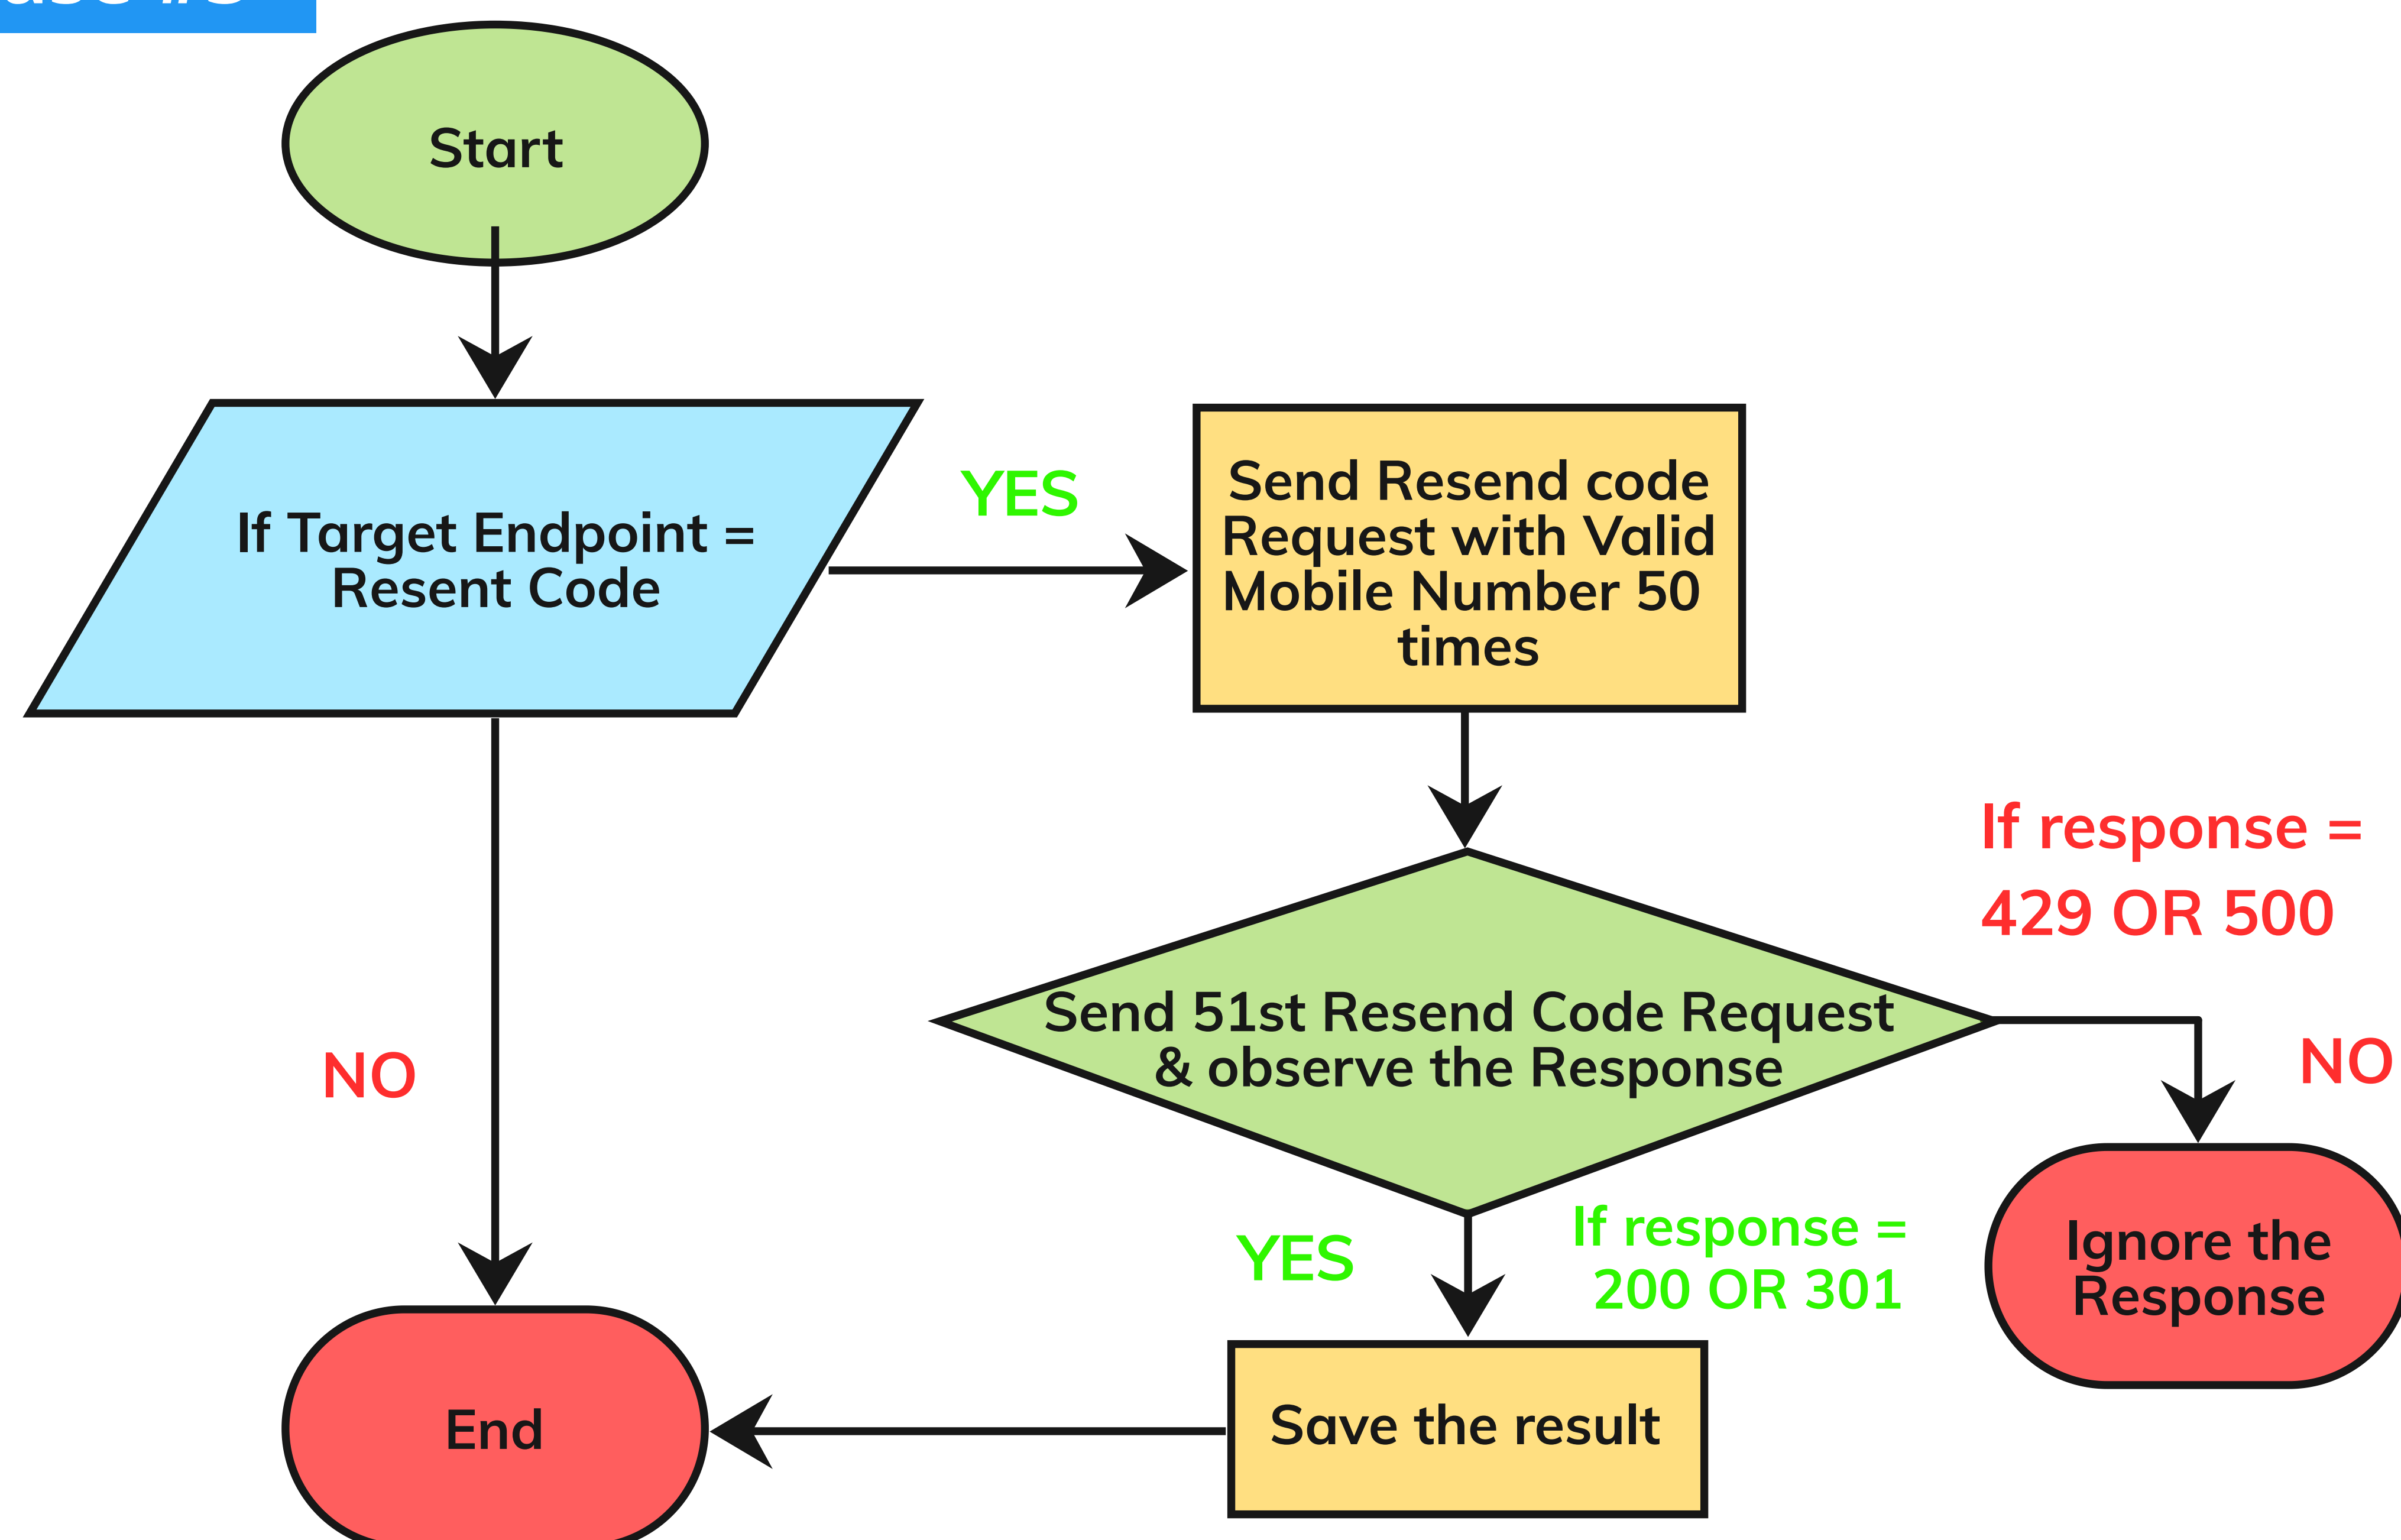 Start
If Target Endpoint =
Resent Code
YES
Send Resend code
Request with Valid
Mobile Number 50
times
If response =
429 OR 500
Send 51st Resend Code Request
& observe the Response
NO
NO
YES
If response =
200 OR 301
Ignore the
Response
Save the result
End